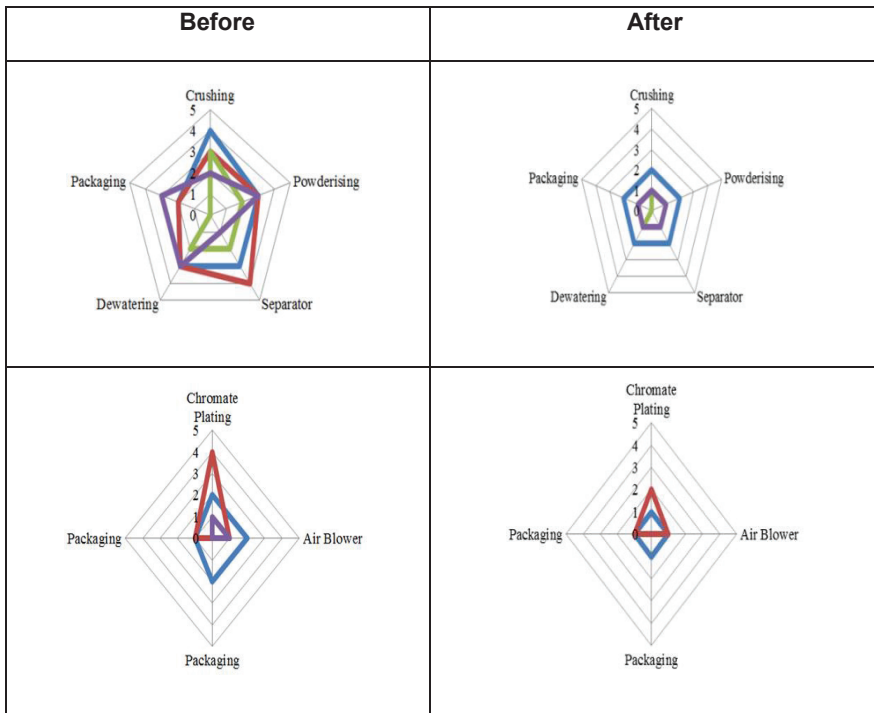 Before
After
Crushing
5
4
3
2
1
0
Powderising
Separator
Dewatering
Packaging
Crushing
5
4
3
2
1
0
Powderising
Separator
Dewatering
Packaging
Chromate
Plating
5
4
3
2
1
0
Air Blower
Packaging
Packaging
Chromate
Plating
5
4
3
2
1
0
Air Blower
Packaging
Packaging